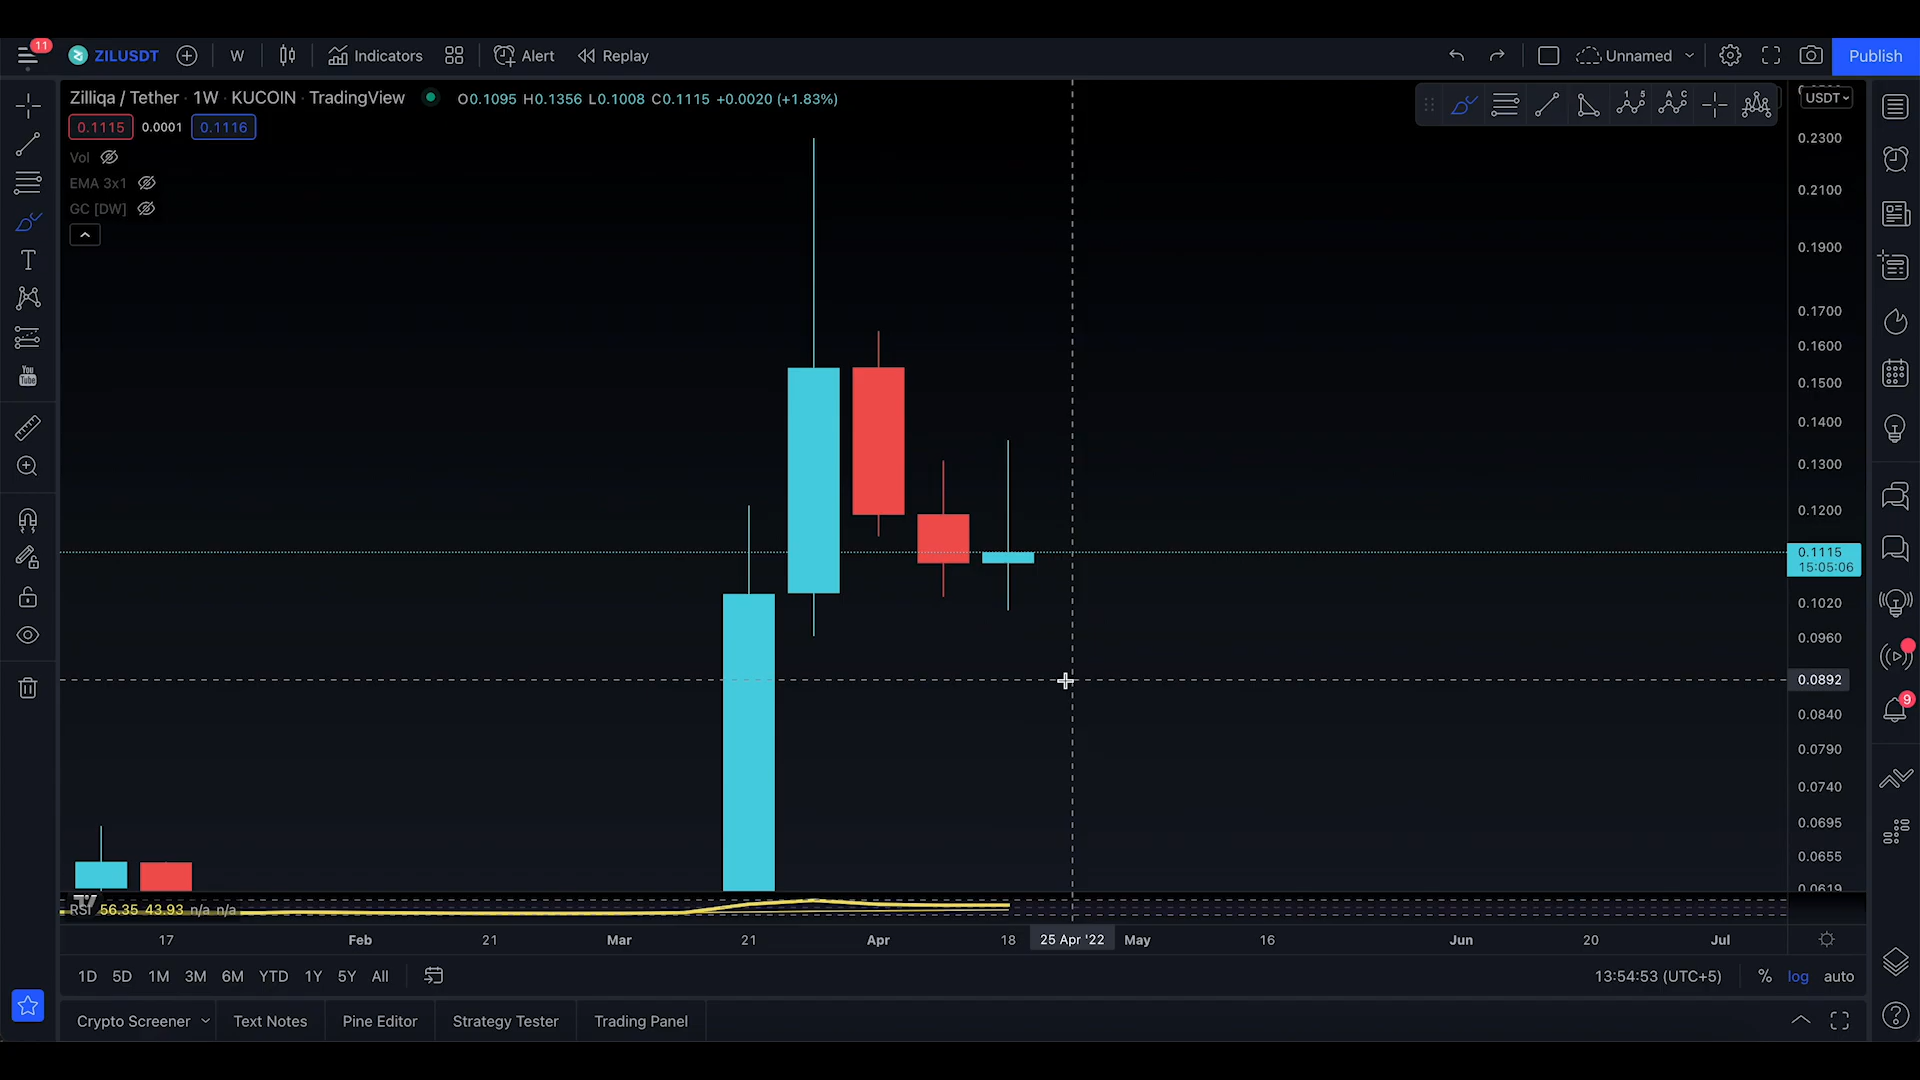 11
ZILUSDT
W
Indicators
Alert
Replay
Unnamed
Publish
Zilliqa / Tether · 1W · KUCOIN · TradingView
O0.1095 H0.1356 L0.1008 C0.1115 +0.0020 (+1.83%)
0.1115
0.0001
0.1116
Vol
EMA 3x1
GC [DW]
1 5
A C
USDT
0.2300
0.2100
0.1900
0.1700
0.1600
0.1500
0.1400
0.1300
0.1200
0.1115
15:05:06
0.1020
0.0960
0.0892
0.0840
0.0790
0.0740
0.0695
0.0655
0.0619
T
You
Tube
9
RSI 56.35 43.93 n/a n/a
17
Feb
21
Mar
21
Apr
18
25 Apr '22
May
16
Jun
20
Jul
1D 5D 1M 3M 6M YTD 1Y 5Y All
13:54:53 (UTC+5)
% log auto
Crypto Screener
Text Notes
Pine Editor
Strategy Tester
Trading Panel